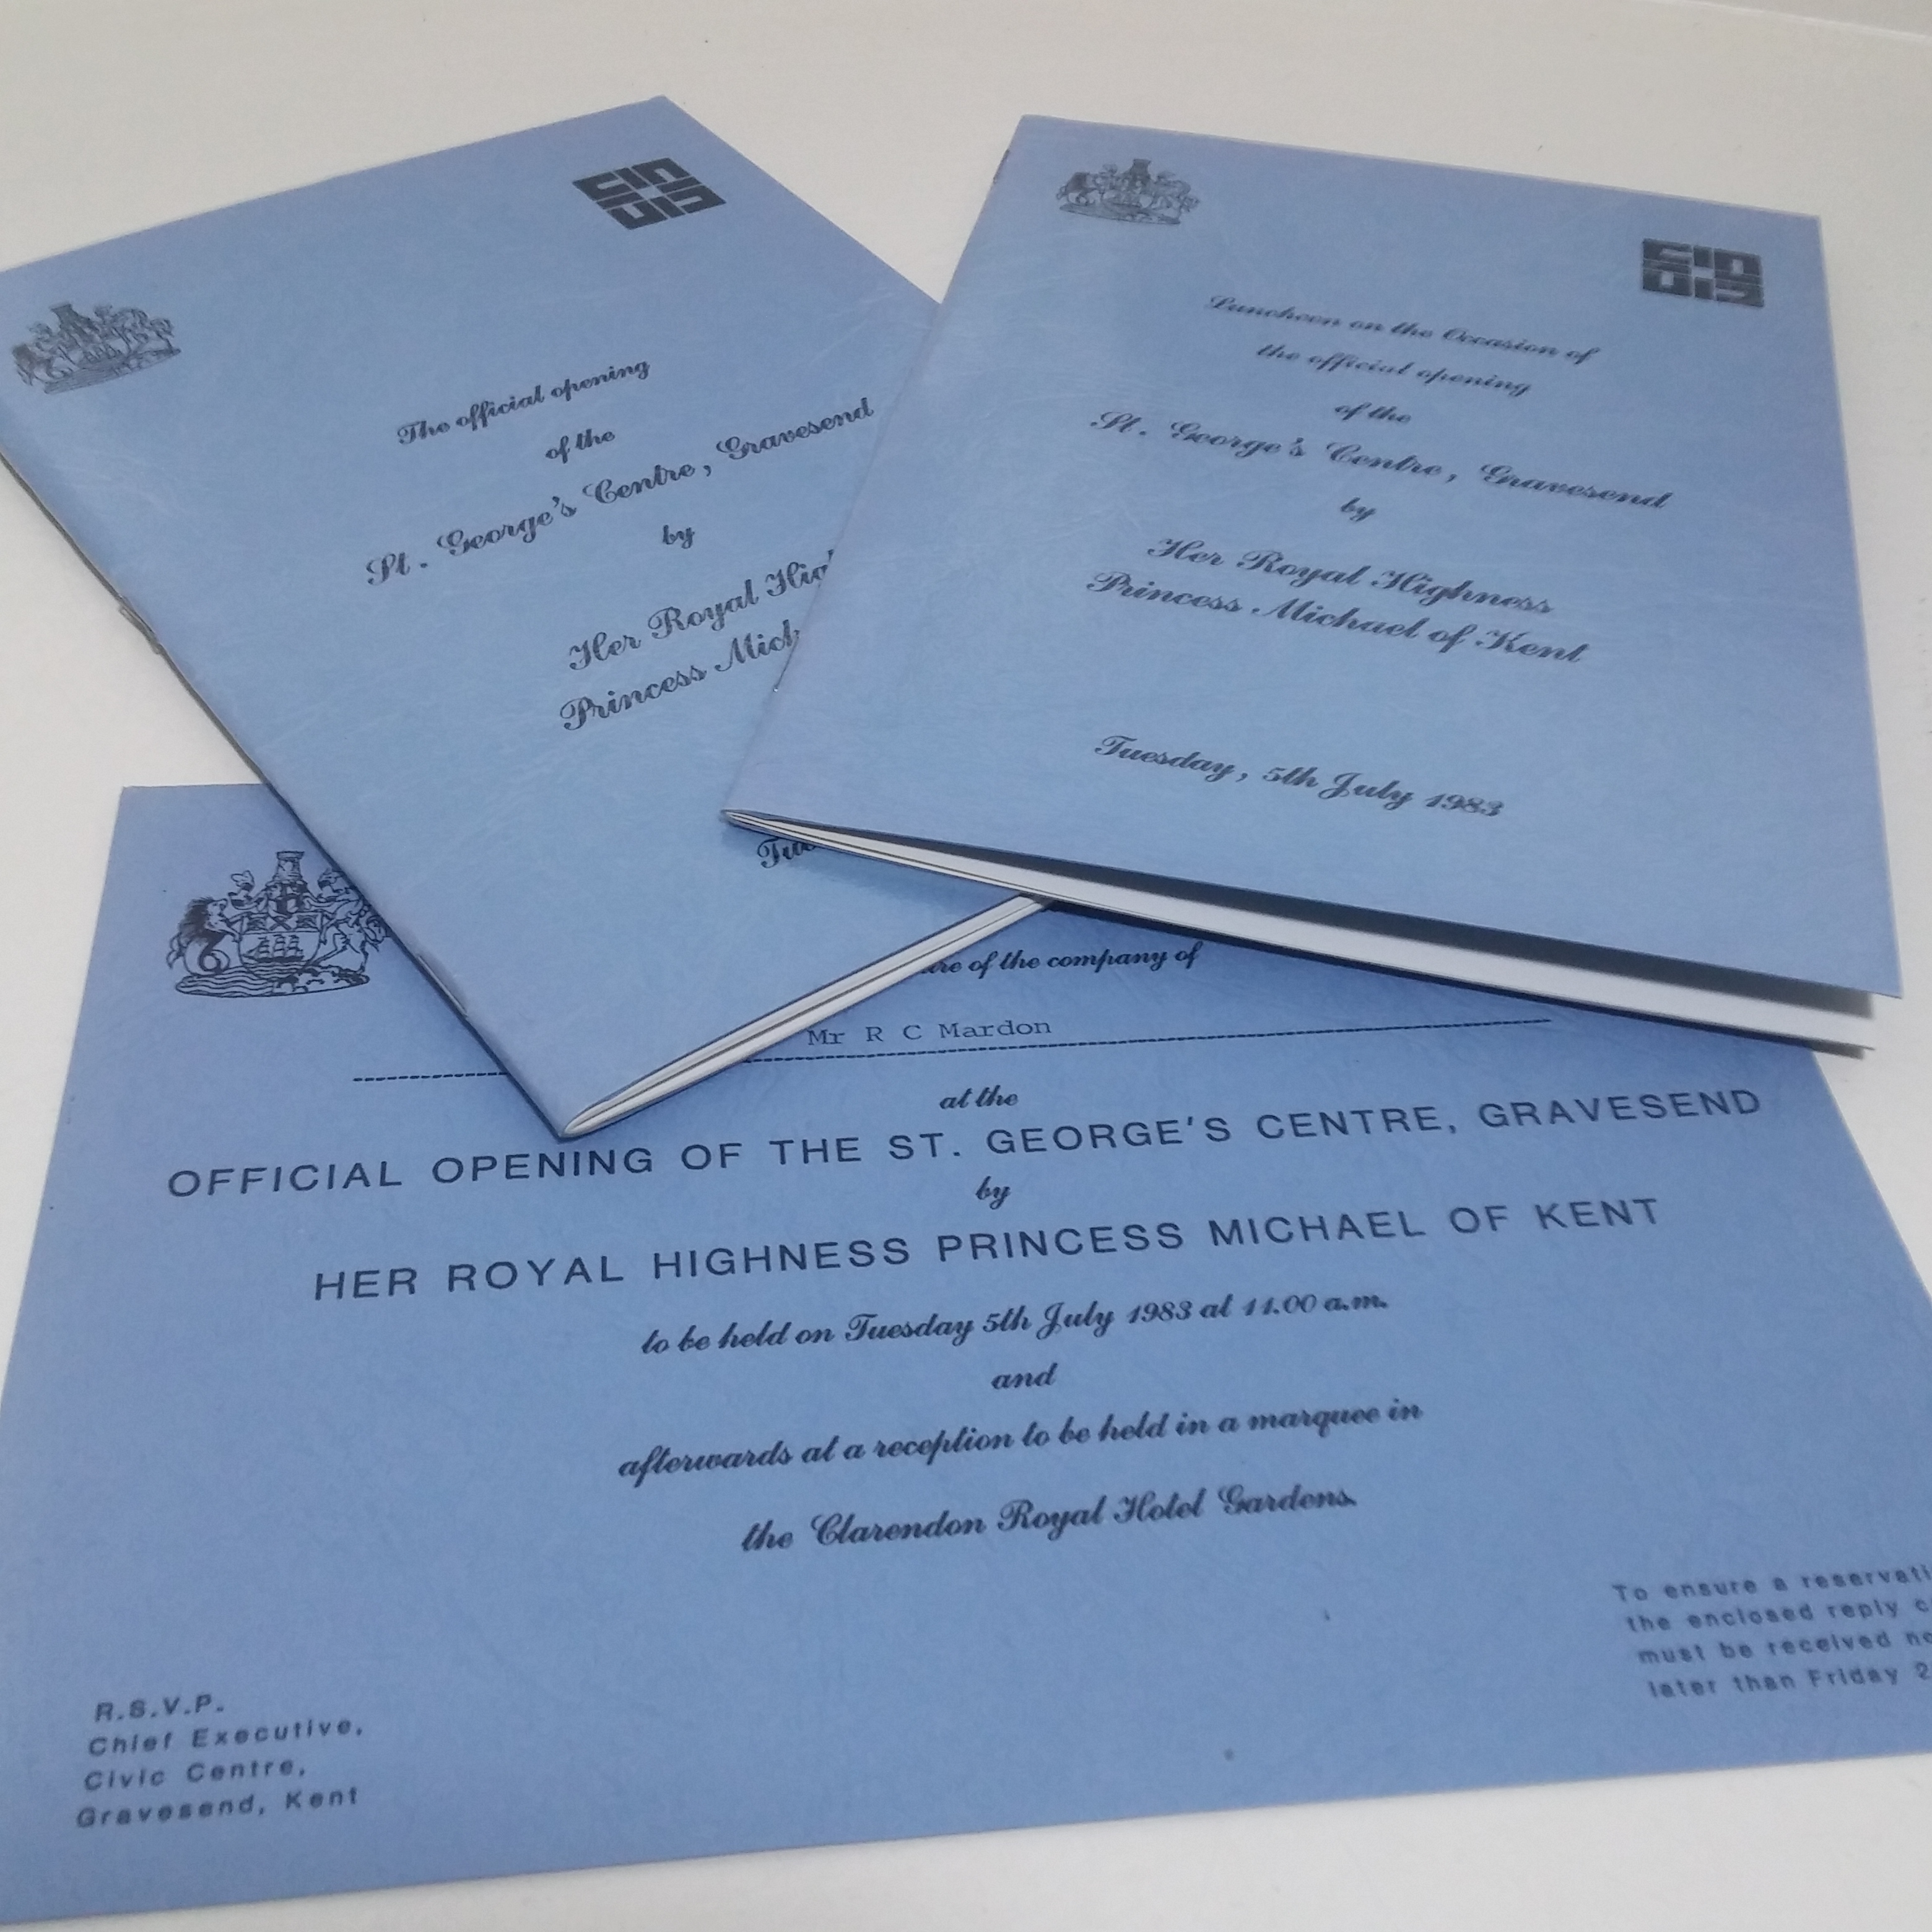 The official opening
of the
St. George's Centre, Gravesend
by
Her Royal
Princess
Luncheon on the Occasion of
the official opening
of the
St. George's Centre, Gravesend
by
Her Royal Highness
Princess Michael of Kent
Tuesday, 5th July 1983
of the company of
Mr R C Mardon
at the
OFFICIAL OPENING OF THE ST. GEORGE'S CENTRE, GRAVESEND
by
HER ROYAL HIGHNESS PRINCESS MICHAEL OF KENT
to be held on Tuesday 5th July 1983 at 11.00 a.m.
and
afterwards at a reception to be held in a marquee in
the Clarendon Royal Hotel Gardens.
R.S.V.P.
Chief Executive,
Civic Centre,
Gravesend, Kent
To ensure a
the enclosed reply
must be received
later than Friday